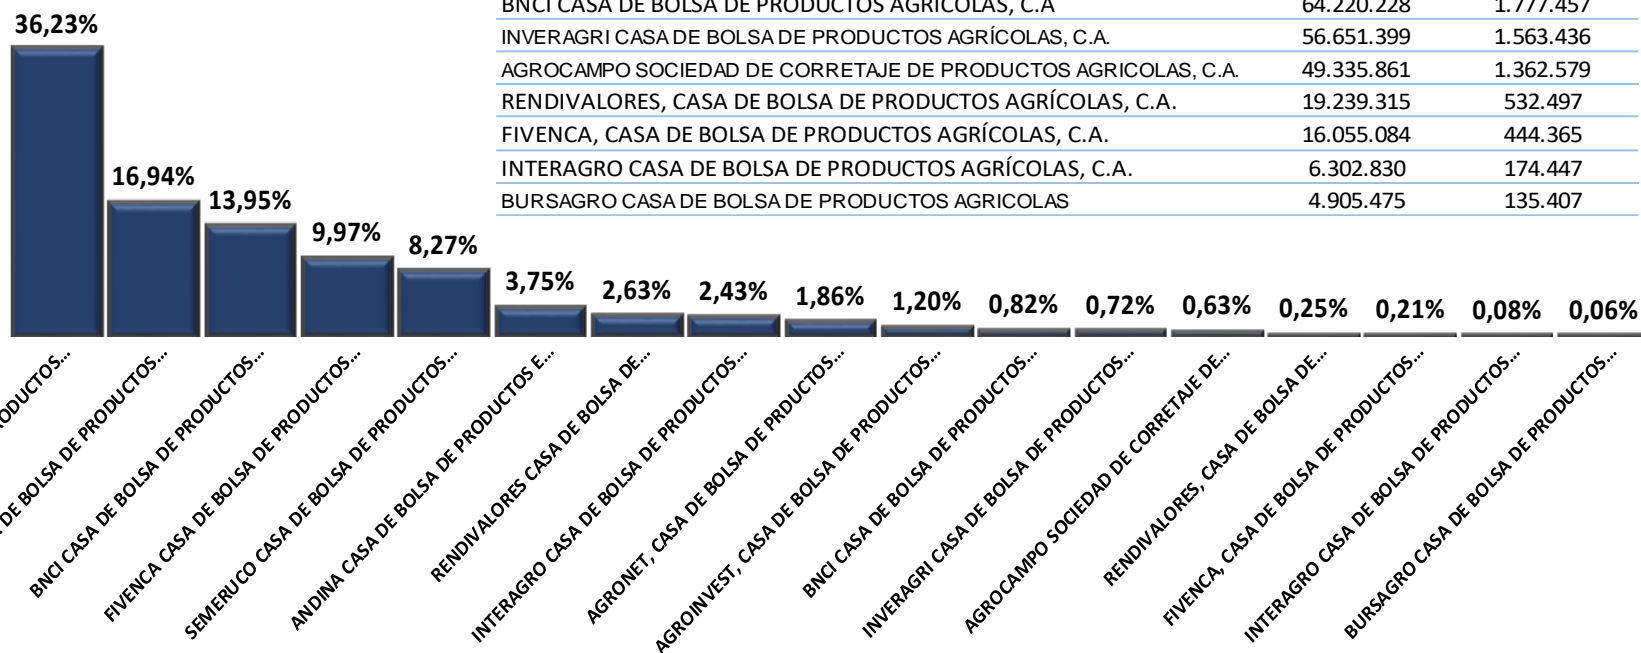 BNCI CASA DE BOLSA DE PRODUCTOS AGRÍCOLAS, C.A 64.220.228 1.777.457
INVERAGRI CASA DE BOLSA DE PRODUCTOS AGRÍCOLAS, C.A. 56.651.399 1.563.436
AGROCAMPO SOCIEDAD DE CORRETAJE DE PRODUCTOS AGRICOLAS, C.A. 49.335.861 1.362.579
RENDIVALORES, CASA DE BOLSA DE PRODUCTOS AGRÍCOLAS, C.A. 19.239.315 532.497
FIVENCA, CASA DE BOLSA DE PRODUCTOS AGRÍCOLAS, C.A. 16.055.084 444.365
INTERAGRO CASA DE BOLSA DE PRODUCTOS AGRÍCOLAS, C.A. 6.302.830 174.447
BURSAGRO CASA DE BOLSA DE PRODUCTOS AGRICOLAS 4.905.475 135.407
36,23%
16,94%
13,95%
9,97%
8,27%
3,75%
2,63%
2,43%
1,86%
1,20%
0,82%
0,72%
0,63%
0,25%
0,21%
0,08%
0,06%
PRODUCTOS...
DE BOLSA DE PRODUCTOS...
BNCI CASA DE BOLSA DE PRODUCTOS...
FIVENCA CASA DE BOLSA DE PRODUCTOS...
SEMERUCO CASA DE BOLSA DE PRODUCTOS...
ANDINA CASA DE BOLSA DE PRODUCTOS E...
RENDIVALORES CASA DE BOLSA DE...
INTERAGRO CASA DE BOLSA DE PRODUCTOS...
AGRONET, CASA DE BOLSA DE PRDUCTOS...
AGROINVEST, CASA DE BOLSA DE PRODUCTOS...
BNCI CASA DE BOLSA DE PRODUCTOS...
INVERAGRI CASA DE BOLSA DE PRODUCTOS...
AGROCAMPO SOCIEDAD DE CORRETAJE DE...
RENDIVALORES, CASA DE BOLSA DE...
FIVENCA, CASA DE BOLSA DE PRODUCTOS...
INTERAGRO CASA DE BOLSA DE PRODUCTOS...
BURSAGRO CASA DE BOLSA DE PRODUCTOS...